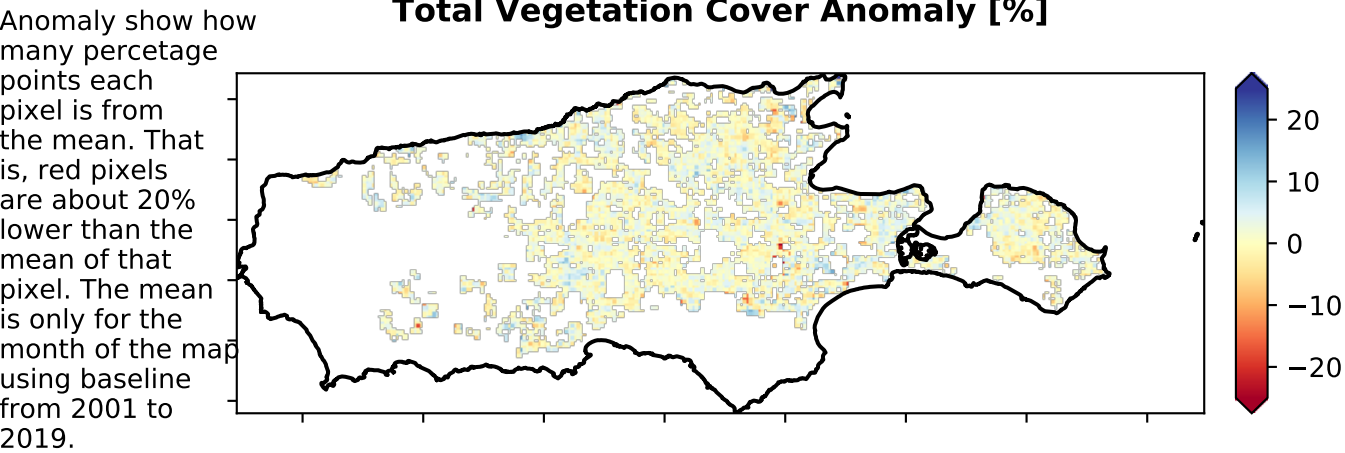 Total Vegetation Cover Anomaly [%]
Anomaly show how
many percetage
points each
pixel is from
the mean. That
is, red pixels
are about 20%
lower than the
mean of that
pixel. The mean
is only for the
month of the map
using baseline
from 2001 to
2019.
20
10
0
−10
−20